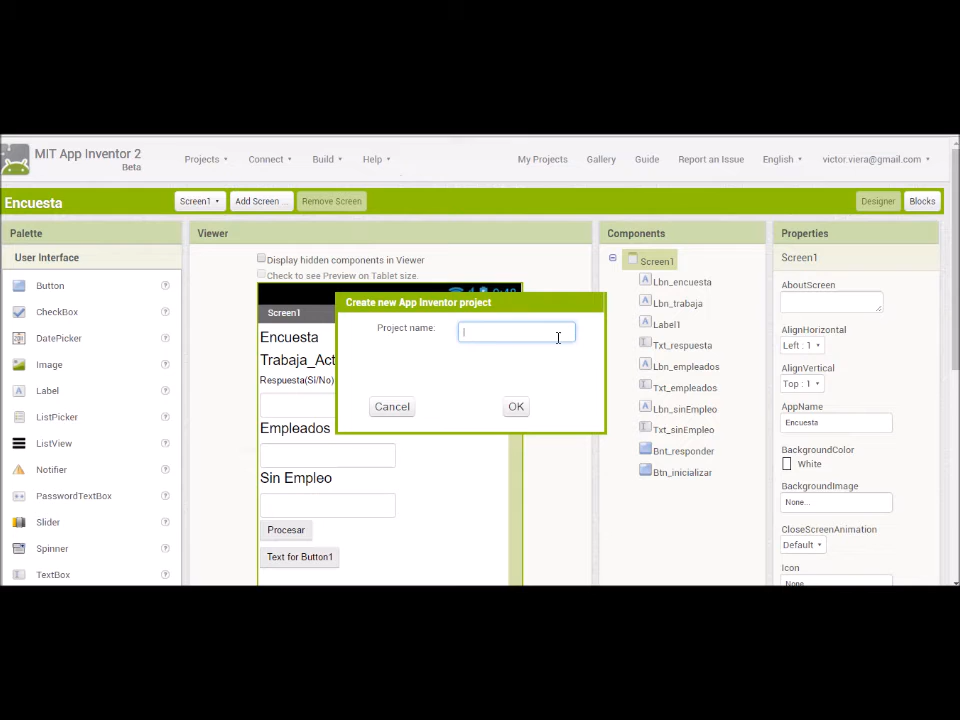 MIT App Inventor 2
Beta
Projects Connect Build Help My Projects Gallery Guide Report an Issue English victor.viera@gmail.com
Encuesta Screen1 Add Screen ... Remove Screen Designer Blocks
Palette Viewer Components Properties
User Interface
Button
CheckBox
DatePicker
Image
Label
ListPicker
ListView
Notifier
PasswordTextBox
Slider
Spinner
TextBox
Display hidden components in Viewer
Check to see Preview on Tablet size.
9:48
Screen1
Encuesta
Trabaja_Act
Respuesta(Si/No)
Empleados
Sin Empleo
Procesar
Text for Button1
Create new App Inventor project
Project name:
Cancel OK
Screen1
Lbn_encuesta
Lbn_trabaja
Label1
Txt_respuesta
Lbn_empleados
Txt_empleados
Lbn_sinEmpleo
Txt_sinEmpleo
Bnt_responder
Btn_inicializar
Screen1
AboutScreen
AlignHorizontal
Left : 1
AlignVertical
Top : 1
AppName
Encuesta
BackgroundColor
White
BackgroundImage
None...
CloseScreenAnimation
Default
Icon
None...